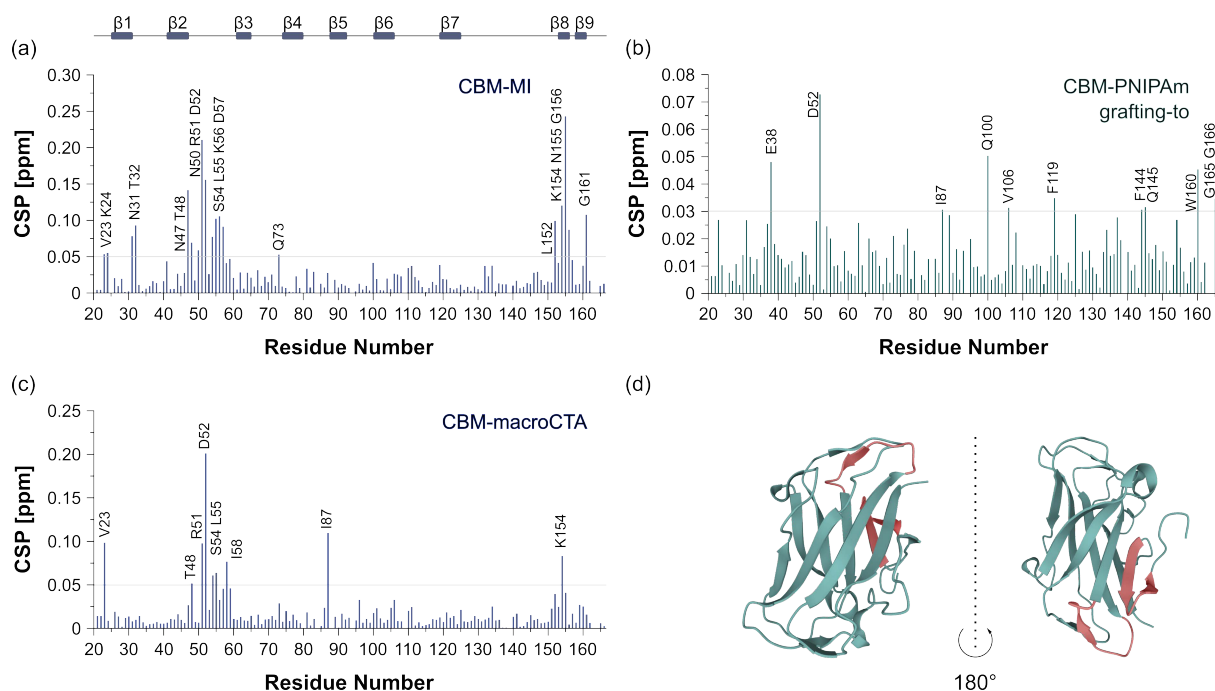 β1 β2 β3 β4 β5 β6 β7 β8 β9
(a)
CBM-MI
CSP [ppm]
0.30
0.25
0.20
0.15
0.10
0.05
0
V23 K24
N31 T32
N47 T48
N50 R51 D52
S54 L55 K56 D57
Q73
L152
K154 N155 G156
G161
20 30 40 50 60 70 80 90 100 110 120 130 140 150 160
Residue Number
(b)
CBM-PNIPAm
grafting-to
CSP [ppm]
0.08
0.07
0.06
0.05
0.04
0.03
0.02
0.01
0
E38
D52
I87
Q100
V106
F119
F144
Q145
W160
G165 G166
20 30 40 50 60 70 80 90 100 110 120 130 140 150 160
Residue Number
(c)
CBM-macroCTA
CSP [ppm]
0.25
0.20
0.15
0.10
0.05
0
V23
T48
R51
D52
S54 L55
I58
I87
K154
20 30 40 50 60 70 80 90 100 110 120 130 140 150 160
Residue Number
(d)
180°